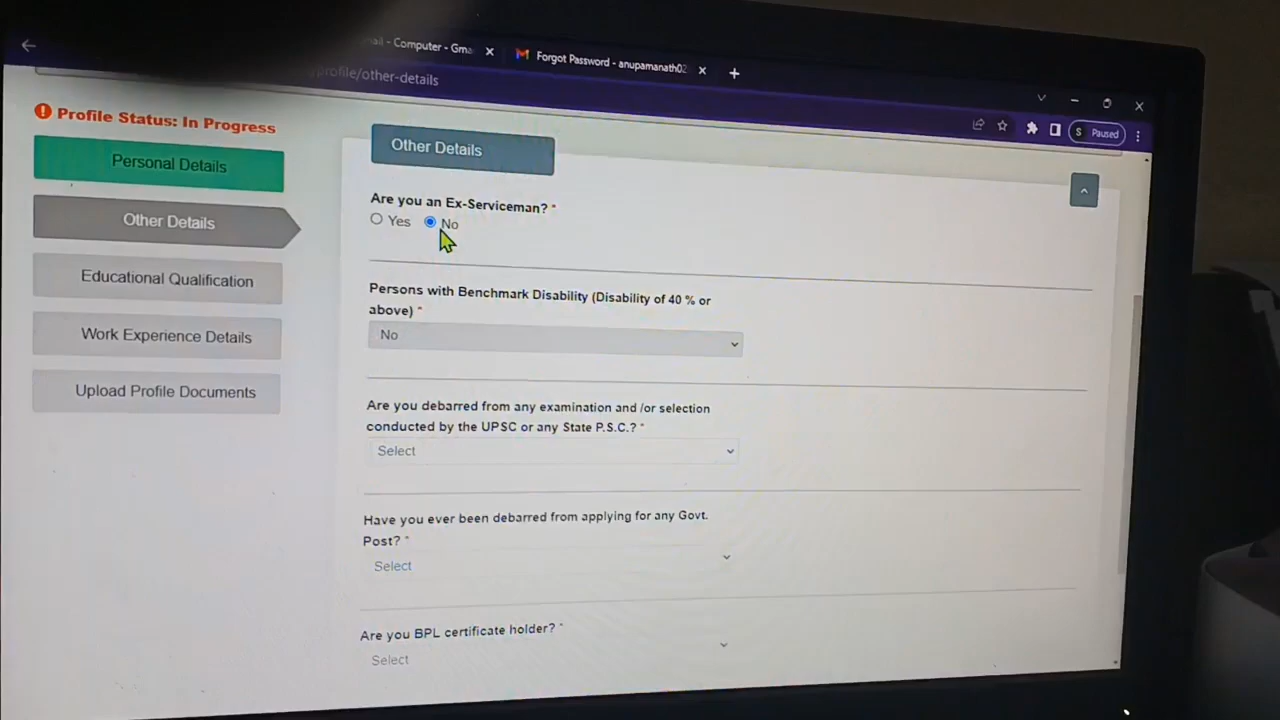 ail - Computer - Gma
Forgot Password - anupamanath02
profile/other-details
S Paused
Profile Status: In Progress
Personal Details
Other Details
Educational Qualification
Work Experience Details
Upload Profile Documents
Other Details
Are you an Ex-Serviceman? *
Yes No
Persons with Benchmark Disability (Disability of 40 % or
above) *
No
Are you debarred from any examination and /or selection
conducted by the UPSC or any State P.S.C.? *
Select
Have you ever been debarred from applying for any Govt.
Post? *
Select
Are you BPL certificate holder? *
Select